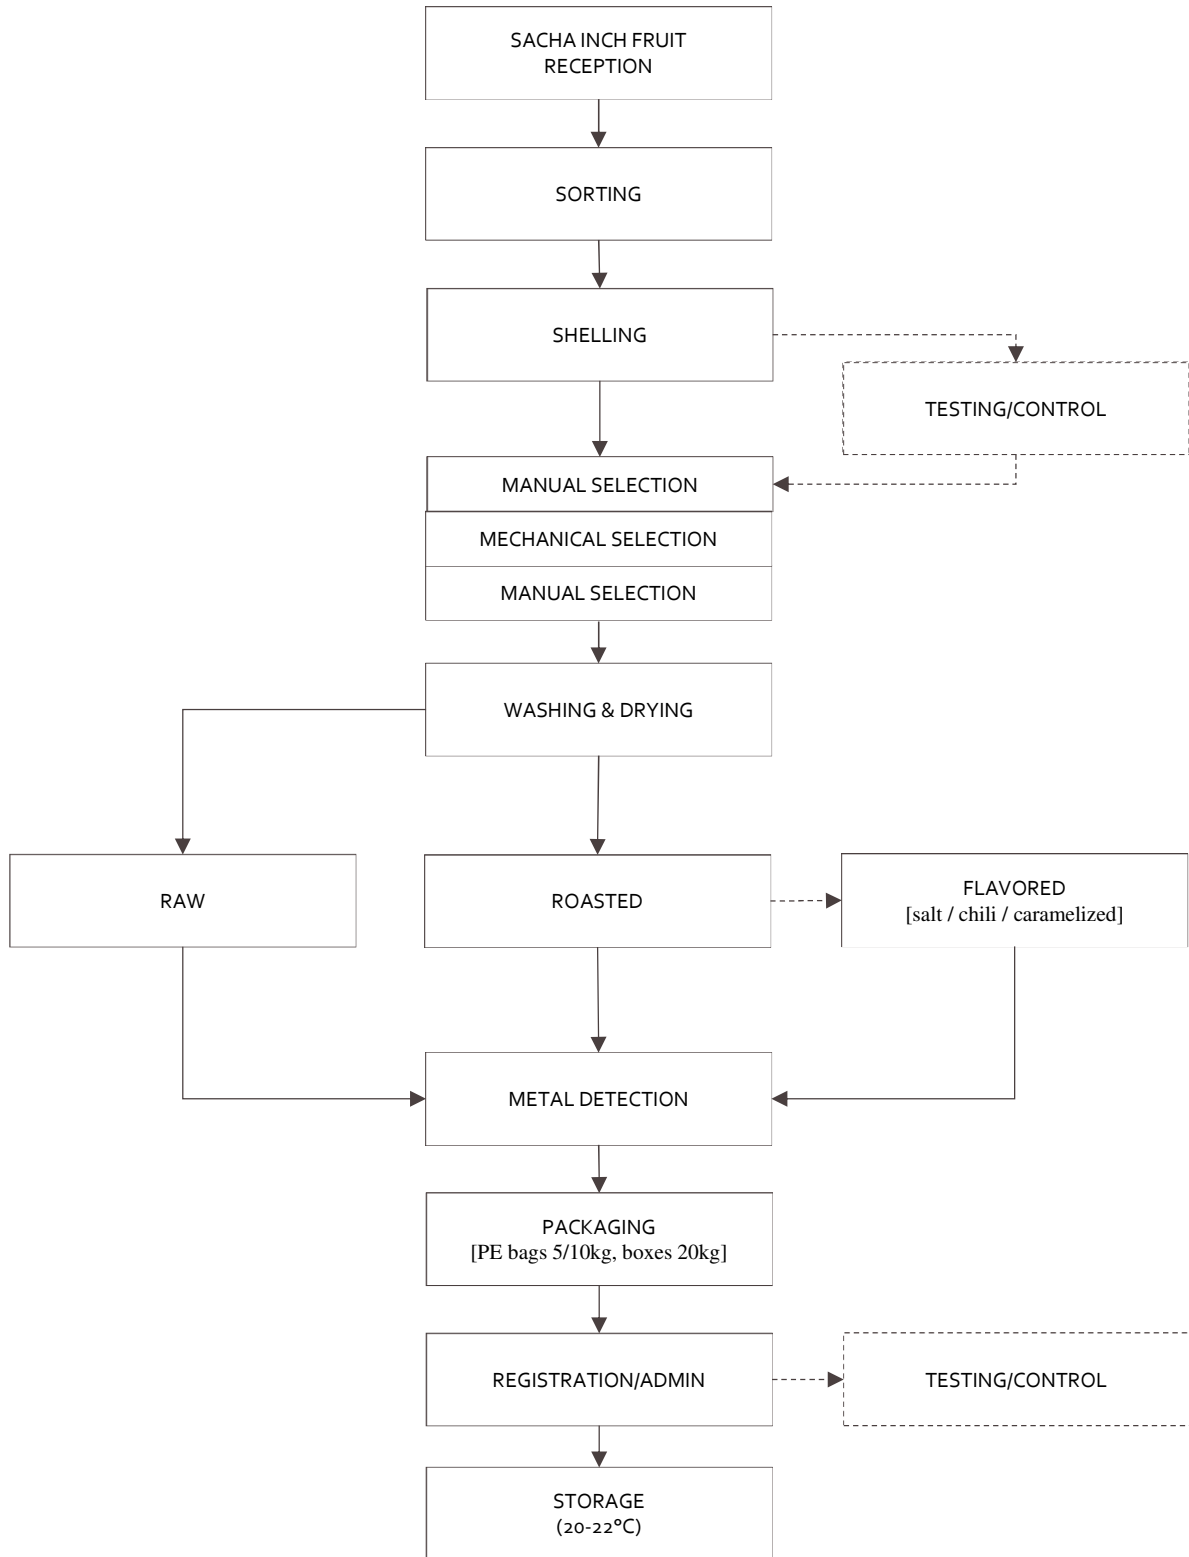 SACHA INCH FRUIT
RECEPTION
SORTING
SHELLING
TESTING/CONTROL
MANUAL SELECTION
MECHANICAL SELECTION
MANUAL SELECTION
WASHING & DRYING
RAW
ROASTED
FLAVORED
[salt / chili / caramelized]
METAL DETECTION
PACKAGING
[PE bags 5/10kg, boxes 20kg]
REGISTRATION/ADMIN
TESTING/CONTROL
STORAGE
(20-22°C)